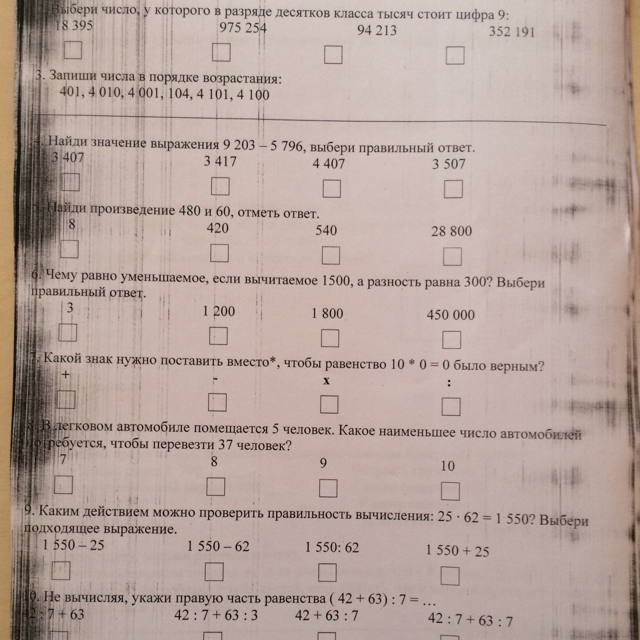 Выбери число, у которого в разряде десятков класса тысяч стоит цифра 9:
18 395 975 254 94 213 352 191
3. Запиши числа в порядке возрастания:
401, 4 010, 4 001, 104, 4 101, 4 100
4. Найди значение выражения 9 203 – 5 796, выбери правильный ответ.
3 407 3 417 4 407 3 507
5. Найди произведение 480 и 60, отметь ответ.
8 420 540 28 800
6. Чему равно уменьшаемое, если вычитаемое 1500, а разность равна 300? Выбери
правильный ответ.
3 1 200 1 800 450 000
7. Какой знак нужно поставить вместо*, чтобы равенство 10 * 0 = 0 было верным?
+ - x :
8. В легковом автомобиле помещается 5 человек. Какое наименьшее число автомобилей
потребуется, чтобы перевезти 37 человек?
7 8 9 10
9. Каким действием можно проверить правильность вычисления: 25 · 62 = 1 550? Выбери
подходящее выражение.
1 550 – 25 1 550 – 62 1 550: 62 1 550 + 25
10. Не вычисляя, укажи правую часть равенства ( 42 + 63) : 7 = …
42 : 7 + 63 42 : 7 + 63 : 3 42 + 63 : 7 42 : 7 + 63 : 7